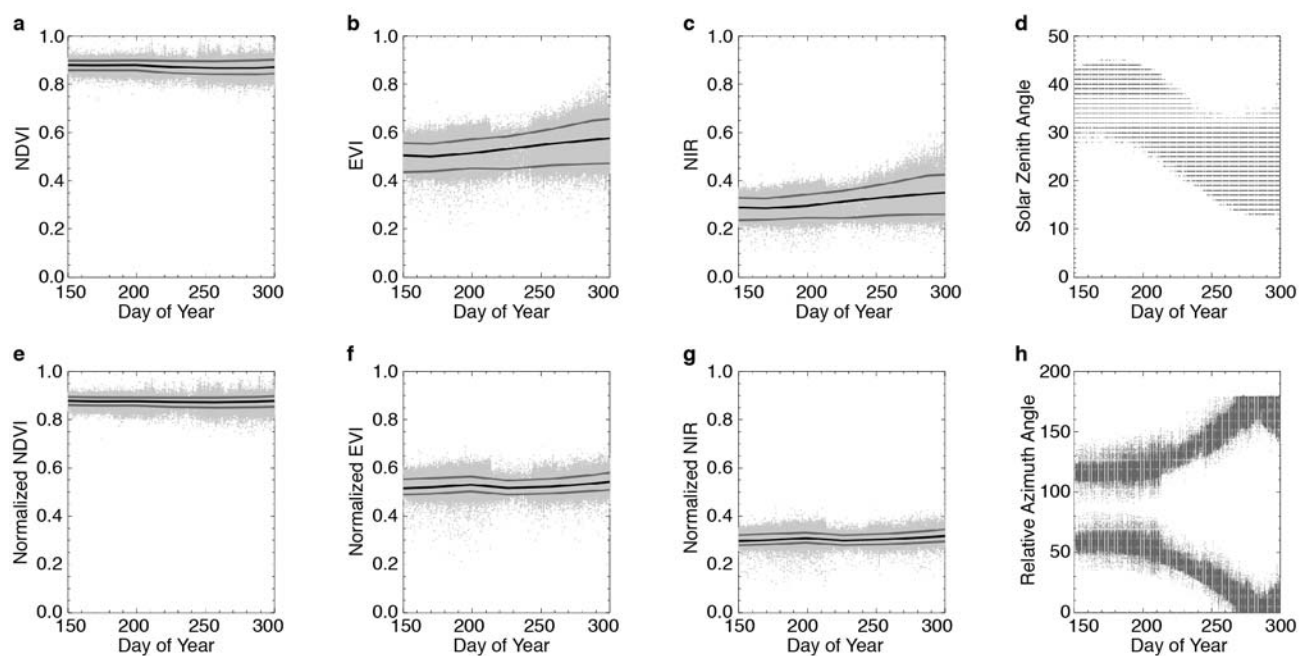 a
1.0
0.8
0.6
0.4
0.2
0.0
NDVI
150 200 250 300
Day of Year
b
1.0
0.8
0.6
0.4
0.2
0.0
EVI
150 200 250 300
Day of Year
c
1.0
0.8
0.6
0.4
0.2
0.0
NIR
150 200 250 300
Day of Year
d
50
40
30
20
10
0
Solar Zenith Angle
150 200 250 300
Day of Year
e
1.0
0.8
0.6
0.4
0.2
0.0
Normalized NDVI
150 200 250 300
Day of Year
f
1.0
0.8
0.6
0.4
0.2
0.0
Normalized EVI
150 200 250 300
Day of Year
g
1.0
0.8
0.6
0.4
0.2
0.0
Normalized NIR
150 200 250 300
Day of Year
h
200
150
100
50
0
Relative Azimuth Angle
150 200 250 300
Day of Year